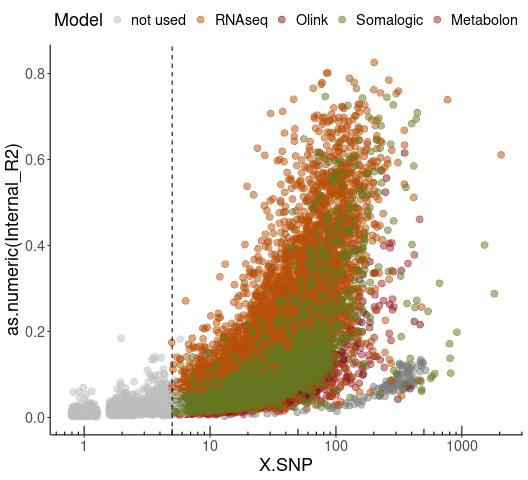 Model not used RNAseq Olink Somalogic Metabolon
as.numeric(Internal_R2)
0.8
0.6
0.4
0.2
0.0
1 10 100 1000
X.SNP